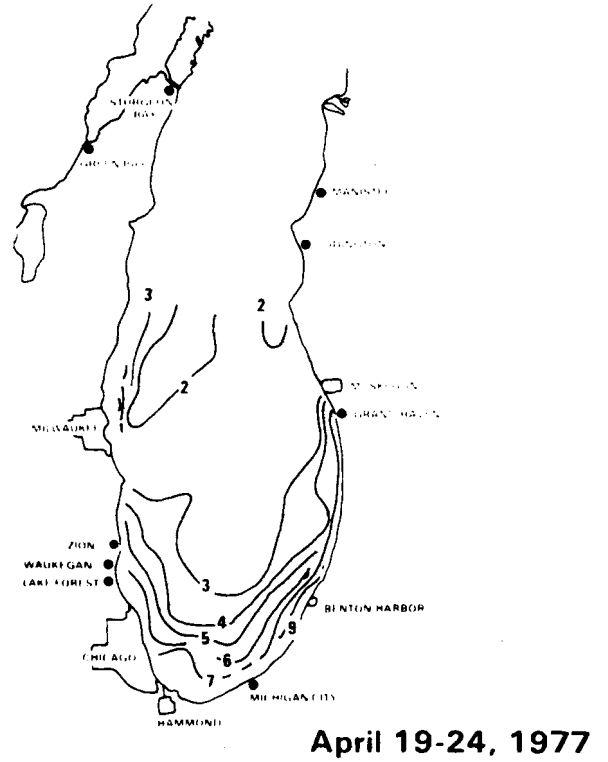 STURGEON
BAY
GREEN BAY
MANISTEE
3
2
2
MUSKEGON
GRAND HAVEN
MILWAUKEE
ZION
WAUKEGAN
LAKE FOREST
3
4
5
6
7
9
BENTON HARBOR
CHICAGO
MICHIGAN CITY
HAMMOND
April 19-24, 1977